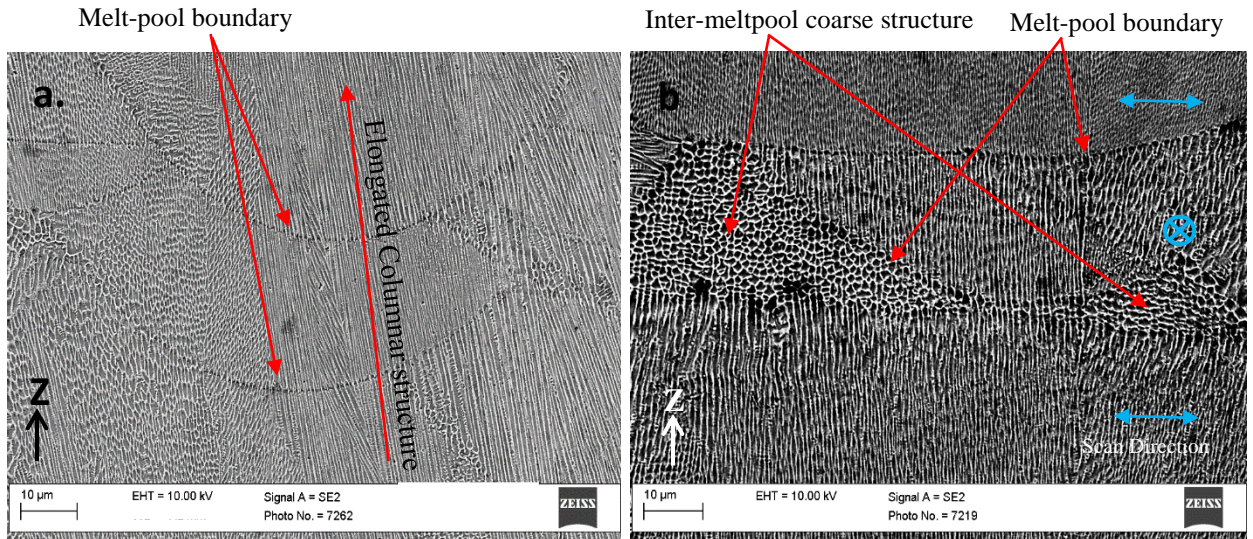 Melt-pool boundary
Inter-meltpool coarse structure
Melt-pool boundary
a.
Elongated Columnar structure
Z
10 µm
EHT = 10.00 kV
Signal A = SE2
Photo No. = 7262
ZEISS
b
Z
Scan Direction
10 µm
EHT = 10.00 kV
Signal A = SE2
Photo No. = 7219
ZEISS